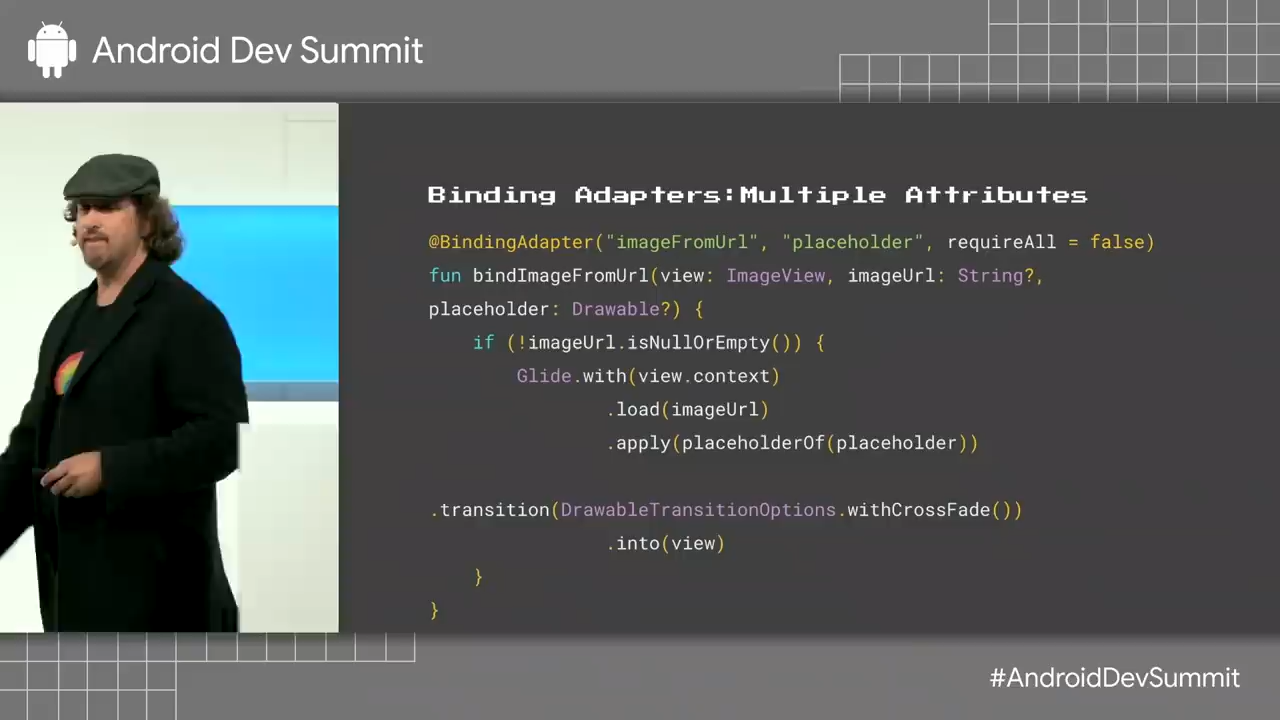 Android Dev Summit
Binding Adapters:Multiple Attributes
@BindingAdapter("imageFromUrl", "placeholder", requireAll = false)
fun bindImageFromUrl(view: ImageView, imageUrl: String?,
placeholder: Drawable?) {
if (!imageUrl.isNullOrEmpty()) {
Glide.with(view.context)
.load(imageUrl)
.apply(placeholderOf(placeholder))
.transition(DrawableTransitionOptions.withCrossFade())
.into(view)
}
}
#AndroidDevSummit